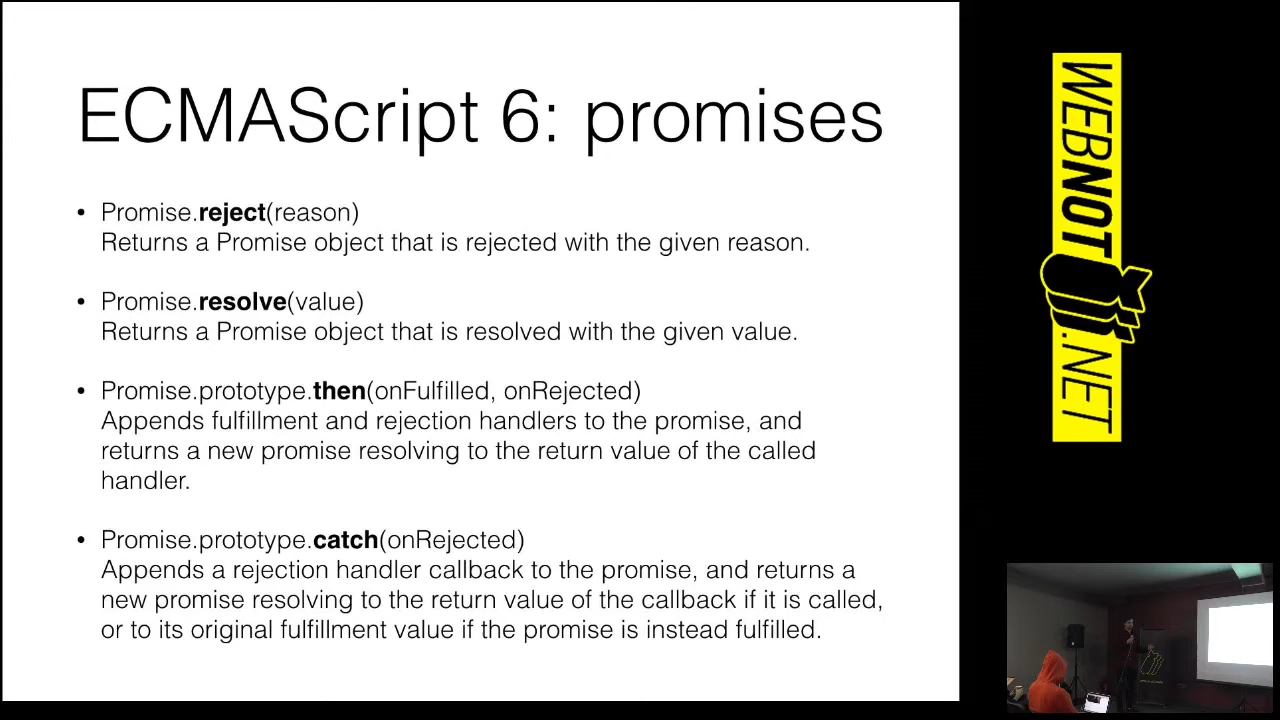 ECMAScript 6: promises
• Promise.reject(reason)
Returns a Promise object that is rejected with the given reason.
• Promise.resolve(value)
Returns a Promise object that is resolved with the given value.
• Promise.prototype.then(onFulfilled, onRejected)
Appends fulfillment and rejection handlers to the promise, and
returns a new promise resolving to the return value of the called
handler.
• Promise.prototype.catch(onRejected)
Appends a rejection handler callback to the promise, and returns a
new promise resolving to the return value of the callback if it is called,
or to its original fulfillment value if the promise is instead fulfilled.
WEBNOT
.NET